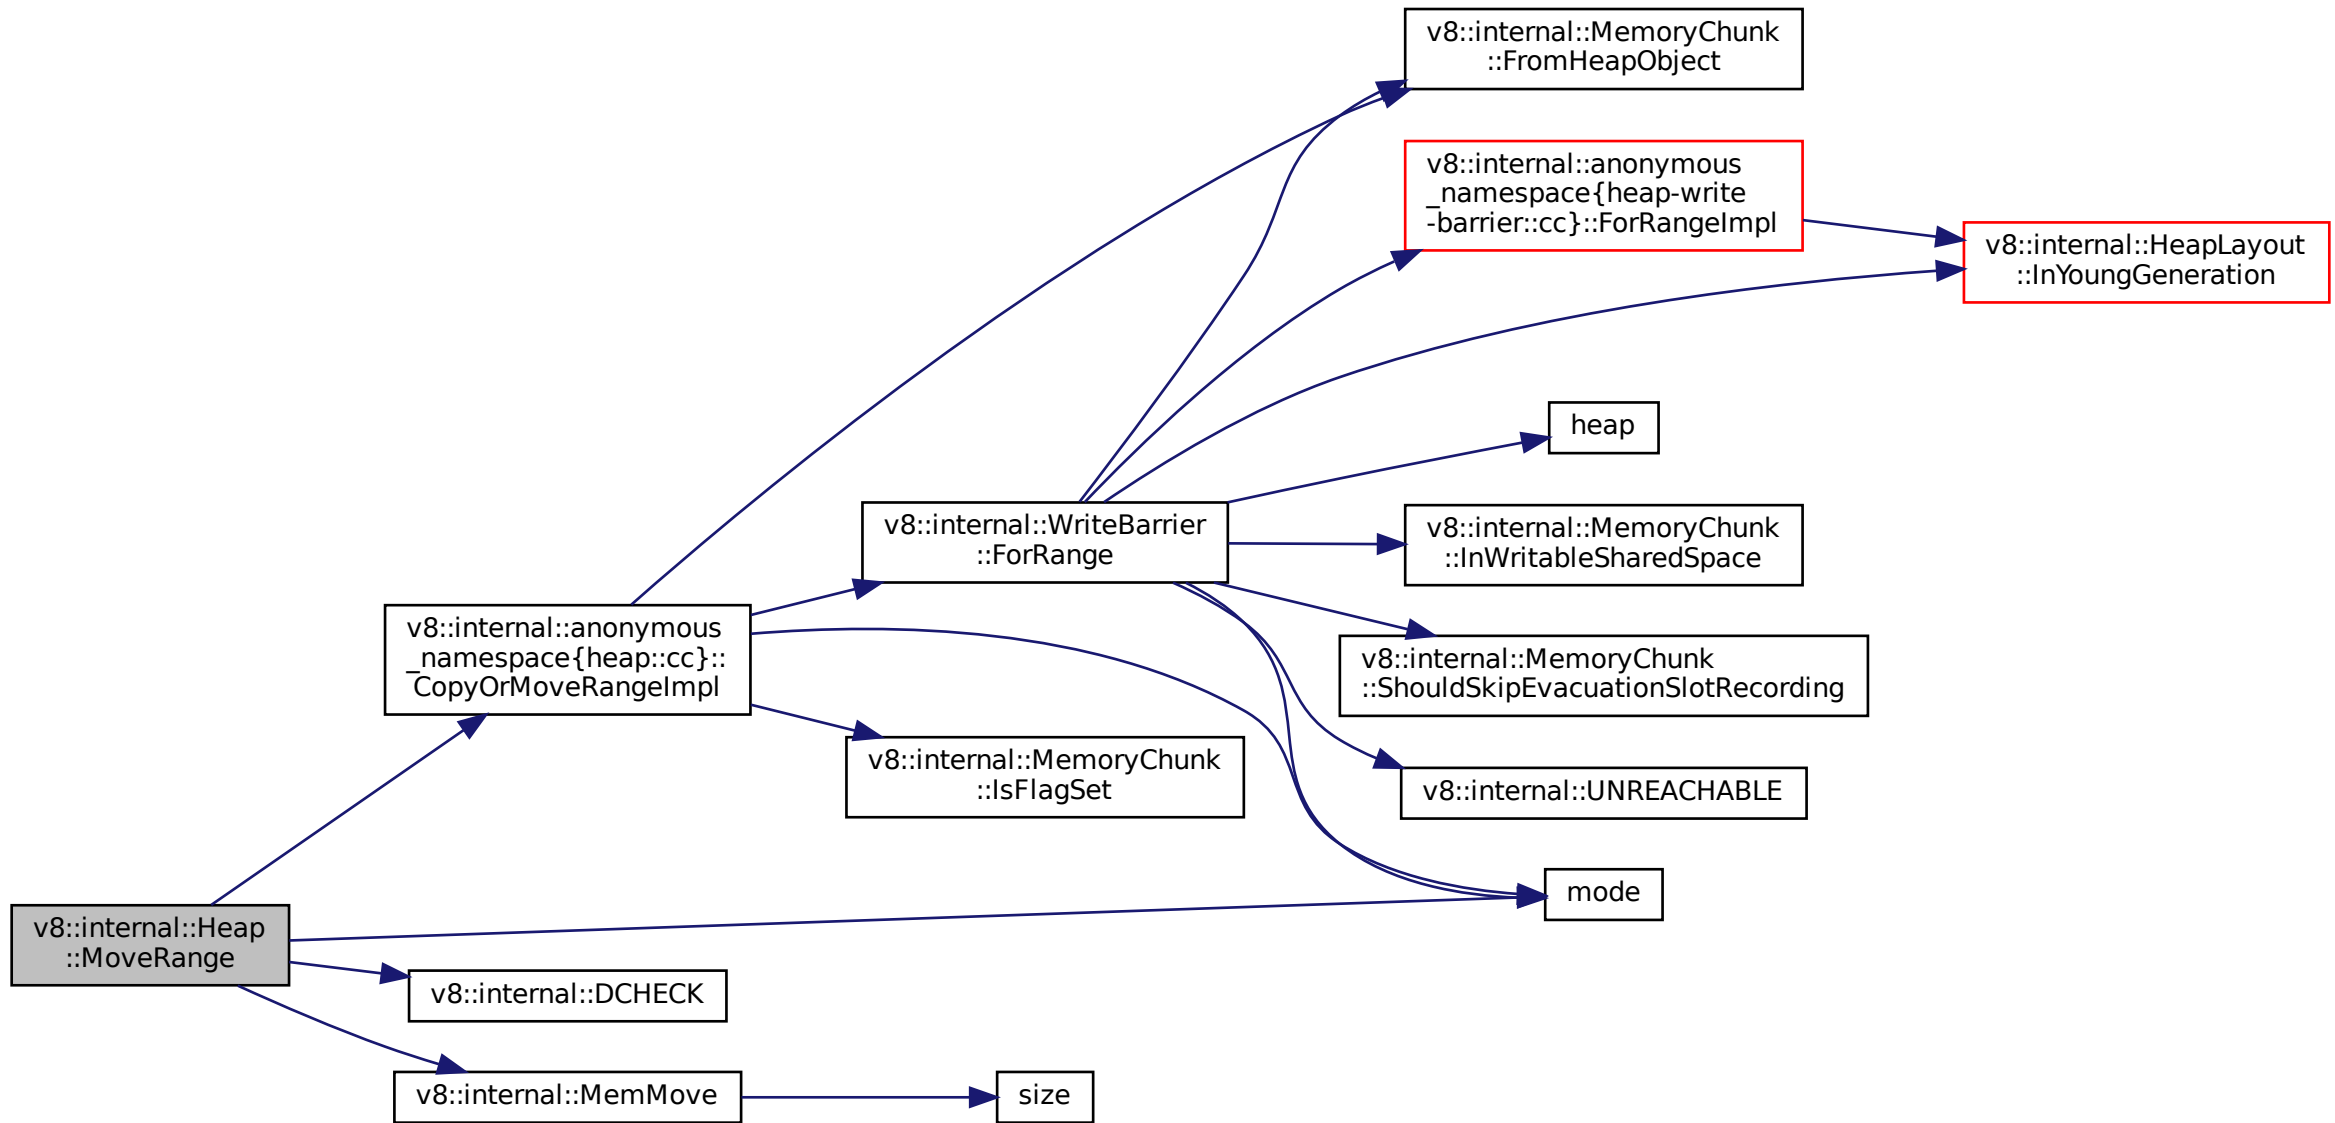 v8::internal::MemoryChunk
::FromHeapObject
v8::internal::anonymous
_namespace{heap-write
-barrier::cc}::ForRangeImpl
v8::internal::HeapLayout
::InYoungGeneration
heap
v8::internal::WriteBarrier
::ForRange
v8::internal::MemoryChunk
::InWritableSharedSpace
v8::internal::anonymous
_namespace{heap::cc}::
CopyOrMoveRangeImpl
v8::internal::MemoryChunk
::ShouldSkipEvacuationSlotRecording
v8::internal::MemoryChunk
::IsFlagSet
v8::internal::UNREACHABLE
mode
v8::internal::Heap
::MoveRange
v8::internal::DCHECK
v8::internal::MemMove
size